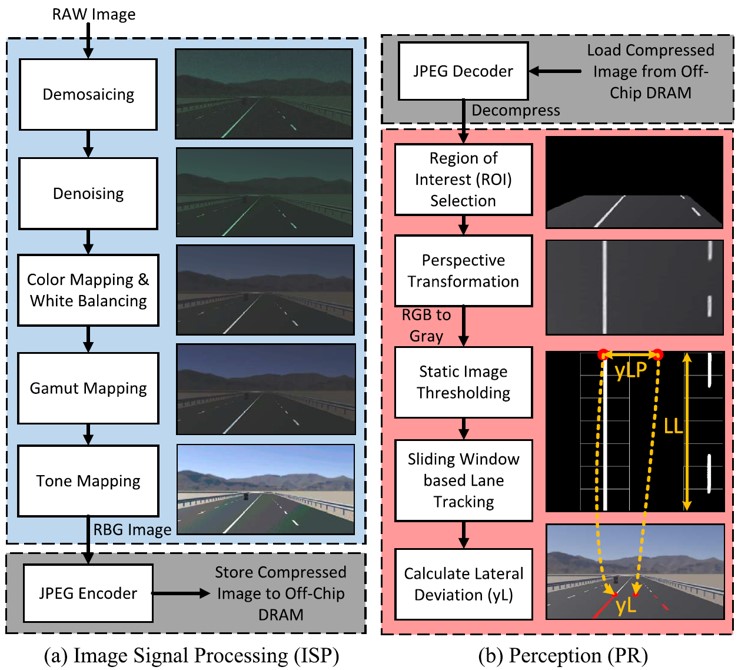 RAW Image
Demosaicing
Denoising
Color Mapping &
White Balancing
Gamut Mapping
Tone Mapping
RBG Image
JPEG Encoder
Store Compressed
Image to Off-Chip
DRAM
(a) Image Signal Processing (ISP)
JPEG Decoder
Load Compressed
Image from Off-
Chip DRAM
Decompress
Region of
Interest (ROI)
Selection
Perspective
Transformation
RGB to
Gray
Static Image
Thresholding
yLP
LL
Sliding Window
based Lane
Tracking
Calculate Lateral
Deviation (yL)
yL
(b) Perception (PR)